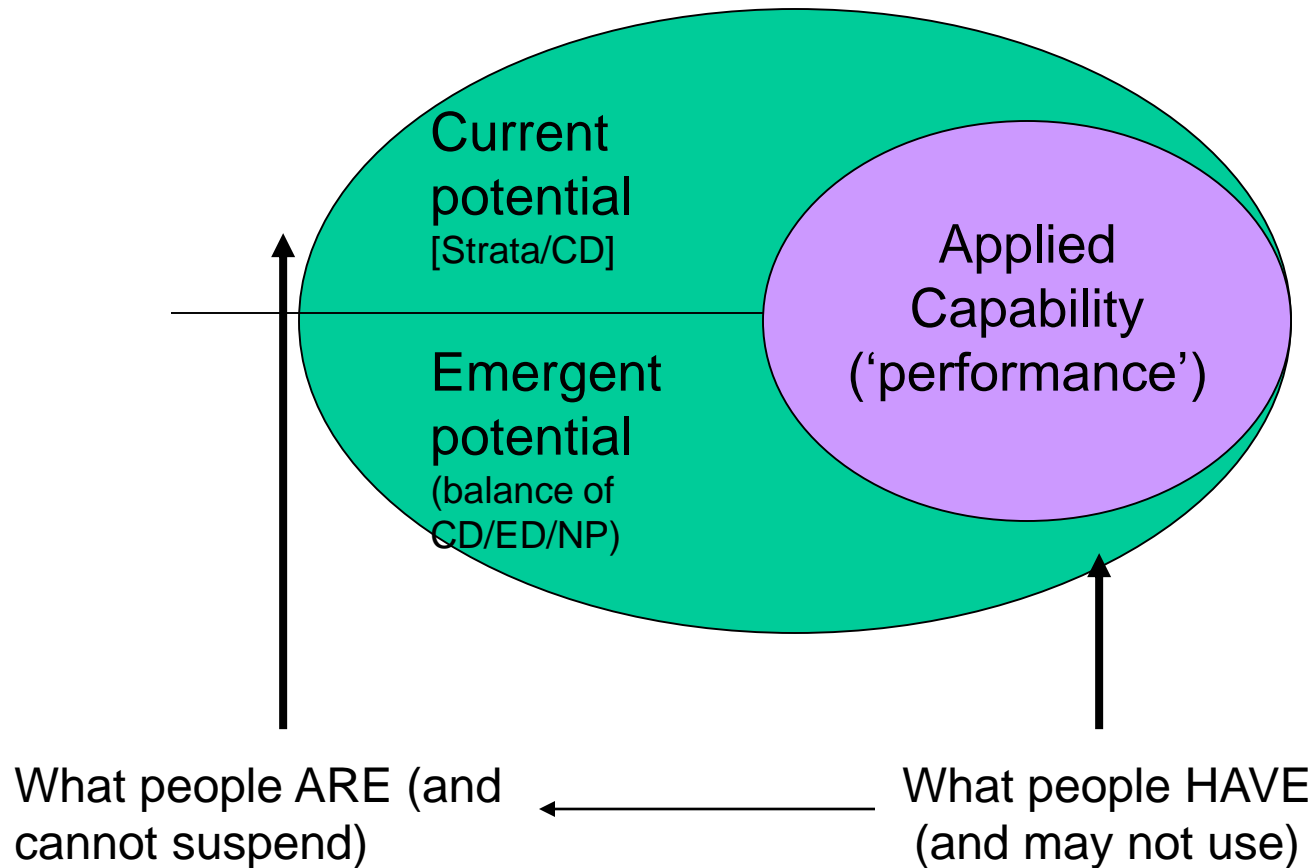 Current
potential
[Strata/CD]
Emergent
potential
(balance of
CD/ED/NP)
Applied
Capability
(‘performance’)
What people ARE (and
cannot suspend)
What people HAVE
(and may not use)